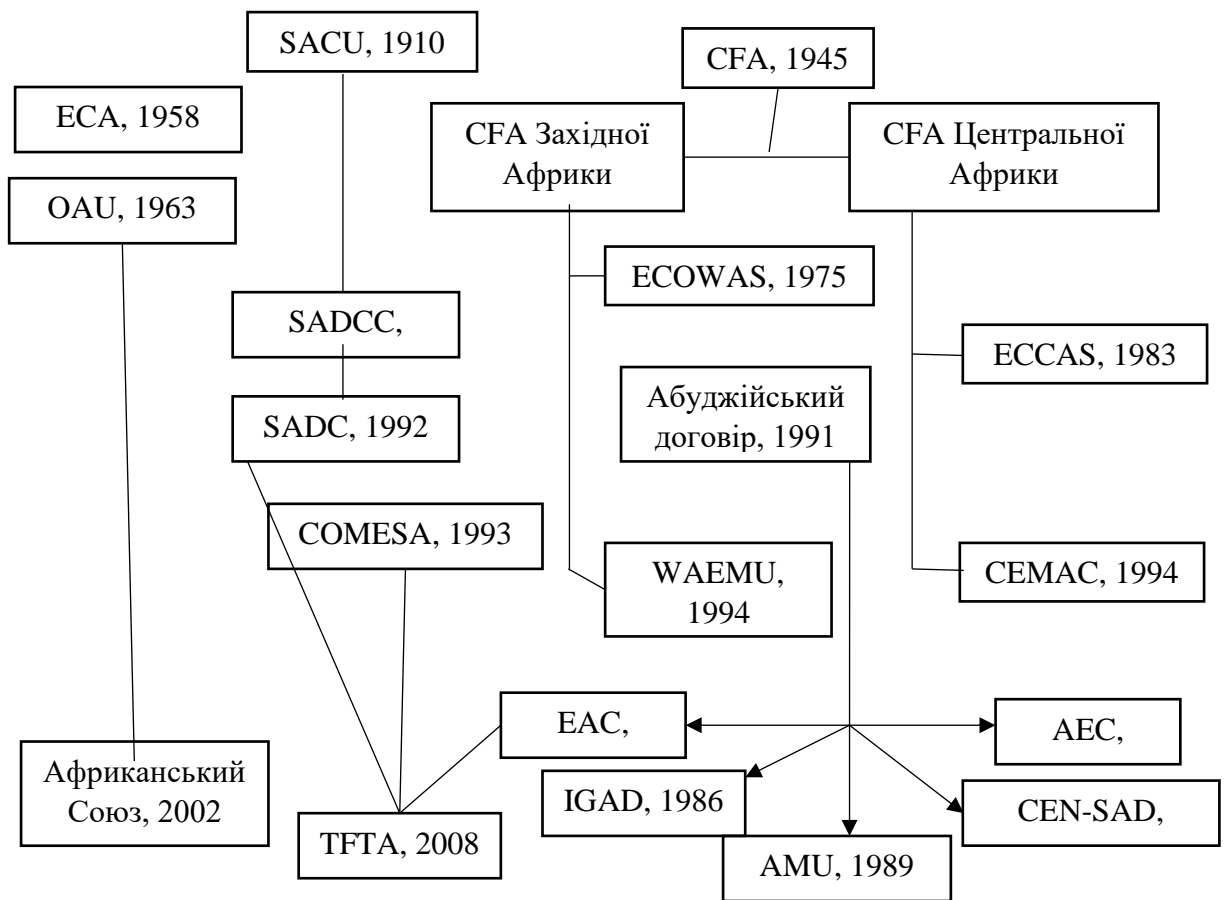 SACU, 1910
CFA, 1945
ECA, 1958
CFA Західної
Африки
CFA Центральної
Африки
OAU, 1963
ECOWAS, 1975
SADCC,
ECCAS, 1983
Абуджійський
договір, 1991
SADC, 1992
COMESA, 1993
WAEMU,
1994
CEMAC, 1994
EAC,
AEC,
Африканський
Союз, 2002
IGAD, 1986
CEN-SAD,
TFTA, 2008
AMU, 1989